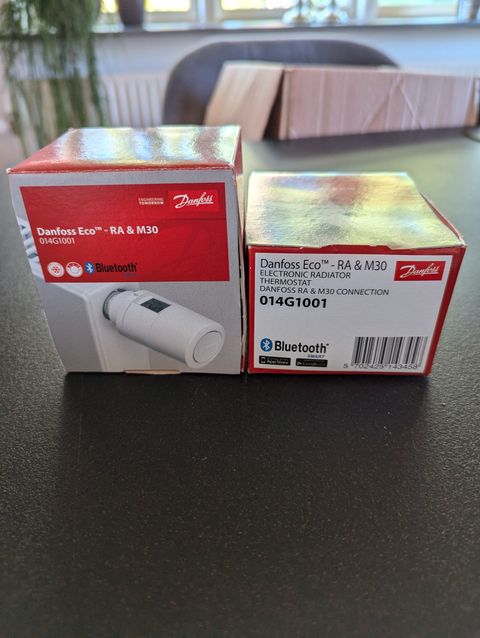 ENGINEERING
TOMORROW
Danfoss
Danfoss Eco™ - RA & M30
014G1001
Bluetooth®
Danfoss Eco™ - RA & M30
ELECTRONIC RADIATOR
THERMOSTAT
DANFOSS RA & M30 CONNECTION
014G1001
Danfoss
Bluetooth®
SMART
5 702425 143458